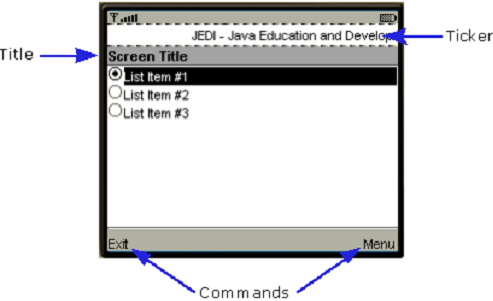 JEDI - Java Education and Develop
Ticker
Title
Screen Title
List Item #1
List Item #2
List Item #3
Exit
Menu
Commands